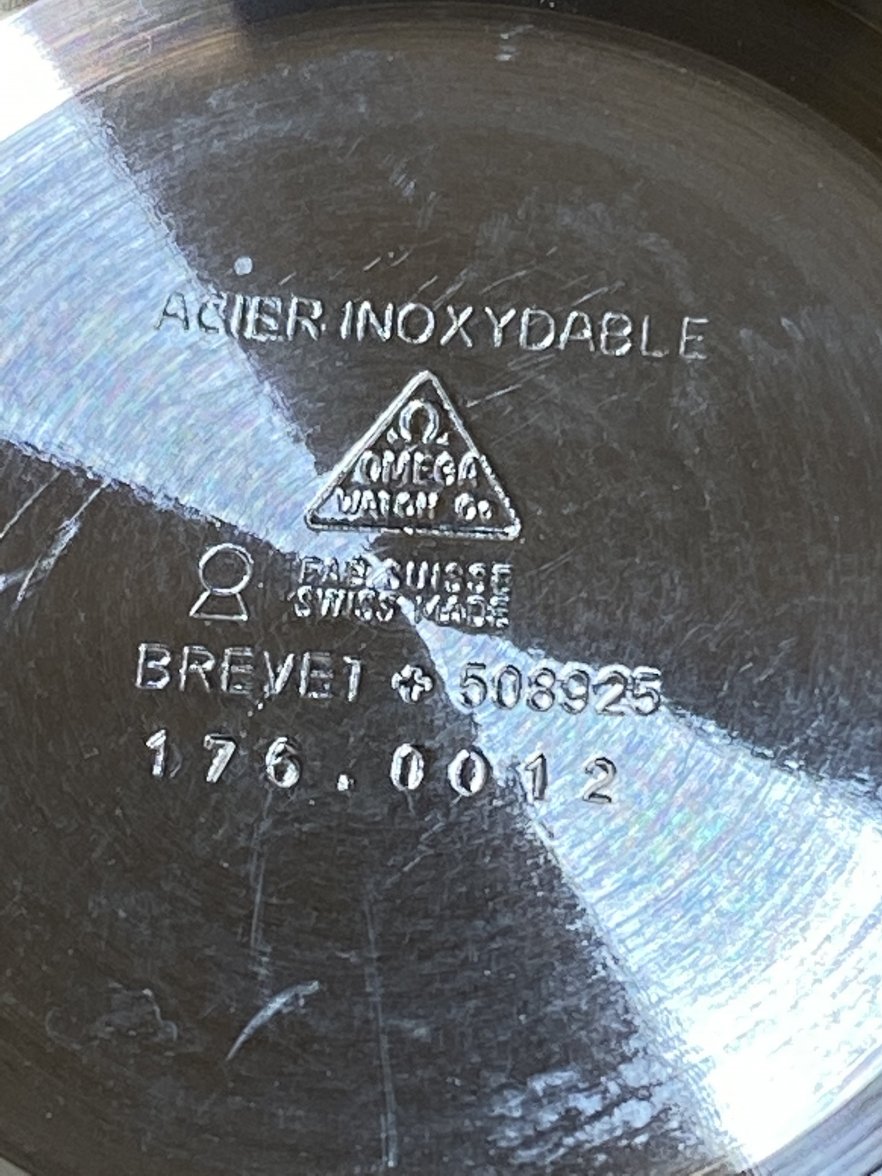 ACIER INOXYDABLE
Ω
OMEGA
WATCH Co
FAB. SUISSE
SWISS MADE
BREVET ✚ 508925
176.0012